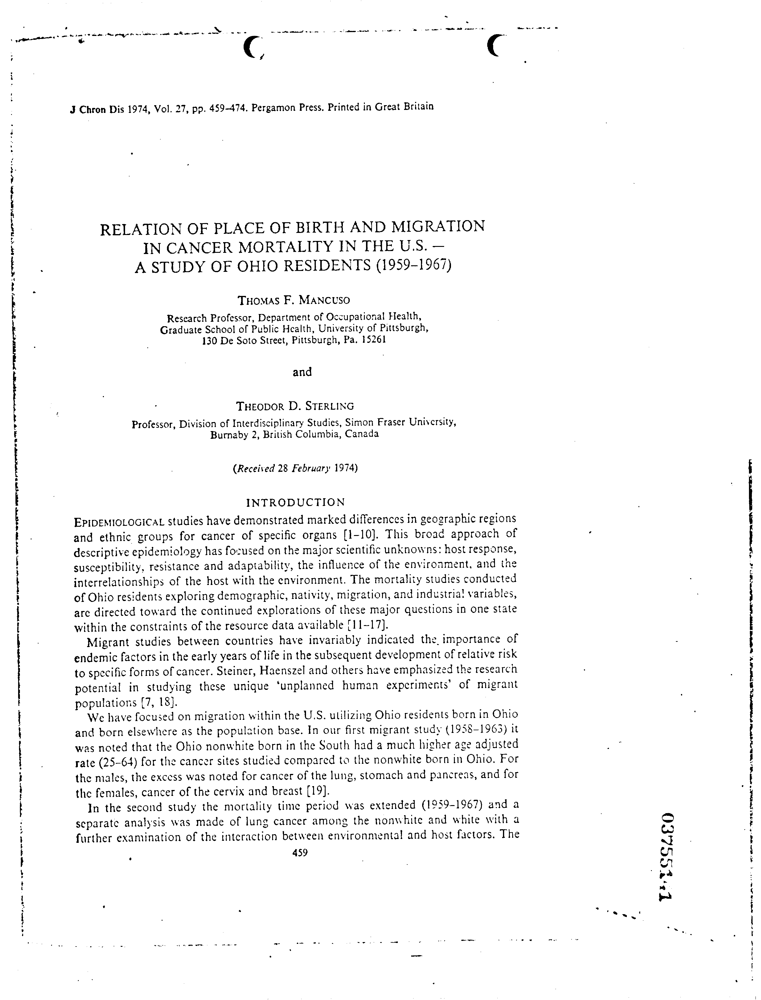 J Chron Dis 1974, Vol. 27, pp. 459–474. Pergamon Press. Printed in Great Britain
RELATION OF PLACE OF BIRTH AND MIGRATION
IN CANCER MORTALITY IN THE U.S. —
A STUDY OF OHIO RESIDENTS (1959–1967)
THOMAS F. MANCUSO
Research Professor, Department of Occupational Health,
Graduate School of Public Health, University of Pittsburgh,
130 De Soto Street, Pittsburgh, Pa. 15261
and
THEODOR D. STERLING
Professor, Division of Interdisciplinary Studies, Simon Fraser University,
Burnaby 2, British Columbia, Canada
(Received 28 February 1974)
INTRODUCTION
EPIDEMIOLOGICAL studies have demonstrated marked differences in geographic regions
and ethnic groups for cancer of specific organs [1–10]. This broad approach of
descriptive epidemiology has focused on the major scientific unknowns: host response,
susceptibility, resistance and adaptability, the influence of the environment, and the
interrelationships of the host with the environment. The mortality studies conducted
of Ohio residents exploring demographic, nativity, migration, and industrial variables,
are directed toward the continued explorations of these major questions in one state
within the constraints of the resource data available [11–17].
Migrant studies between countries have invariably indicated the importance of
endemic factors in the early years of life in the subsequent development of relative risk
to specific forms of cancer. Steiner, Haenszel and others have emphasized the research
potential in studying these unique 'unplanned human experiments' of migrant
populations [7, 18].
We have focused on migration within the U.S. utilizing Ohio residents born in Ohio
and born elsewhere as the population base. In our first migrant study (1958–1963) it
was noted that the Ohio nonwhite born in the South had a much higher age adjusted
rate (25–64) for the cancer sites studied compared to the nonwhite born in Ohio. For
the males, the excess was noted for cancer of the lung, stomach and pancreas, and for
the females, cancer of the cervix and breast [19].
In the second study the mortality time period was extended (1959–1967) and a
separate analysis was made of lung cancer among the nonwhite and white with a
further examination of the interaction between environmental and host factors. The
459